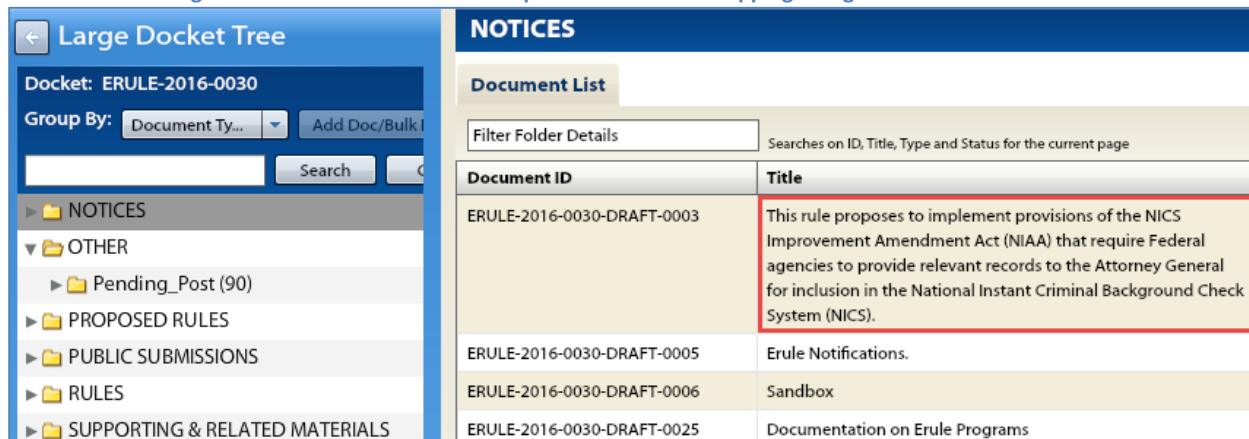 Large Docket Tree
Docket: ERULE-2016-0030
Group By: Document Ty... Add Doc/Bulk
Search
NOTICES
OTHER
Pending_Post (90)
PROPOSED RULES
PUBLIC SUBMISSIONS
RULES
SUPPORTING & RELATED MATERIALS
NOTICES
Document List
Filter Folder Details Searches on ID, Title, Type and Status for the current page
Document ID Title
ERULE-2016-0030-DRAFT-0003 This rule proposes to implement provisions of the NICS
Improvement Amendment Act (NIAA) that require Federal
agencies to provide relevant records to the Attorney General
for inclusion in the National Instant Criminal Background Check
System (NICS).
ERULE-2016-0030-DRAFT-0005 Erule Notifications.
ERULE-2016-0030-DRAFT-0006 Sandbox
ERULE-2016-0030-DRAFT-0025 Documentation on Erule Programs